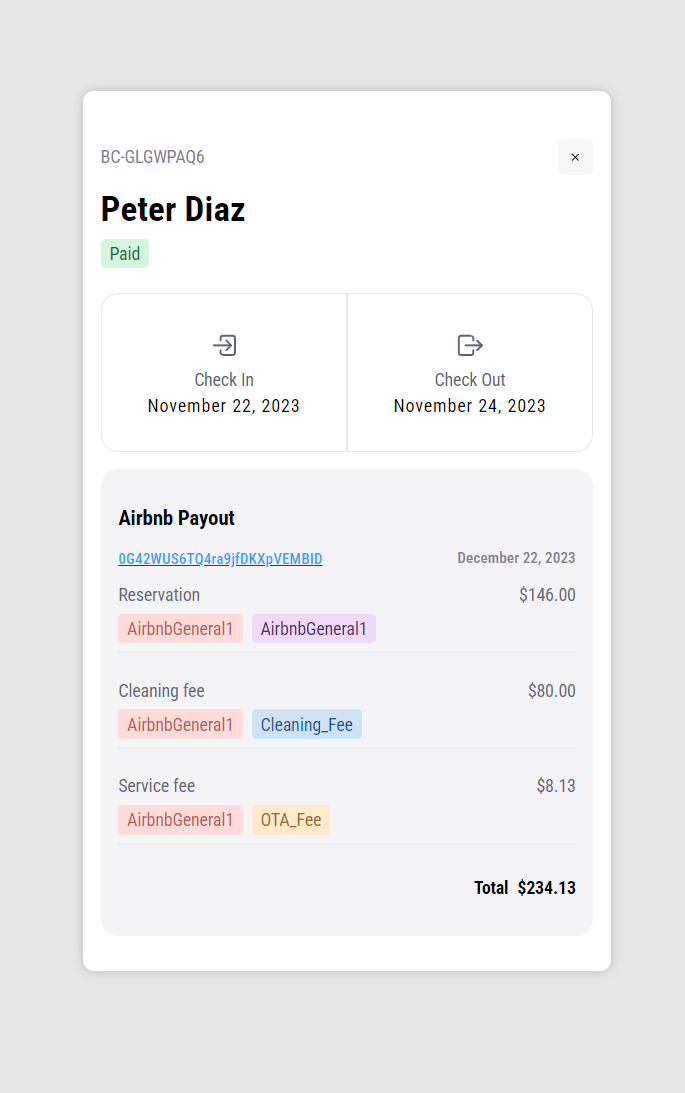 BC-GLGWPAQ6 ×
Peter Diaz
Paid
Check In
November 22, 2023
Check Out
November 24, 2023
Airbnb Payout
0G42WUS6TQ4ra9jfDKXpVEMBID December 22, 2023
Reservation $146.00
AirbnbGeneral1 AirbnbGeneral1
Cleaning fee $80.00
AirbnbGeneral1 Cleaning_Fee
Service fee $8.13
AirbnbGeneral1 OTA_Fee
Total $234.13